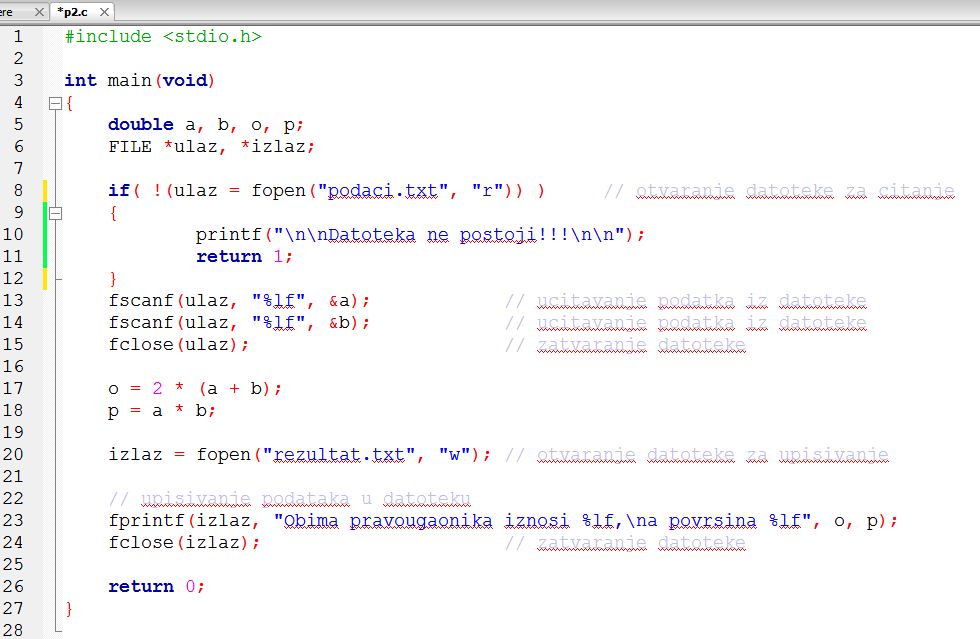 ere *p2.c
1 #include <stdio.h>
2
3 int main(void)
4 {
5 double a, b, o, p;
6 FILE *ulaz, *izlaz;
7
8 if( !(ulaz = fopen("podaci.txt", "r")) ) // otvaranje datoteke za citanje
9 {
10 printf("\n\nDatoteka ne postoji!!!\n\n");
11 return 1;
12 }
13 fscanf(ulaz, "%lf", &a); // ucitavanje podatka iz datoteke
14 fscanf(ulaz, "%lf", &b); // ucitavanje podatka iz datoteke
15 fclose(ulaz); // zatvaranje datoteke
16
17 o = 2 * (a + b);
18 p = a * b;
19
20 izlaz = fopen("rezultat.txt", "w"); // otvaranje datoteke za upisivanje
21
22 // upisivanje podataka u datoteku
23 fprintf(izlaz, "Obima pravougaonika iznosi %lf,\na povrsina %lf", o, p);
24 fclose(izlaz); // zatvaranje datoteke
25
26 return 0;
27 }
28